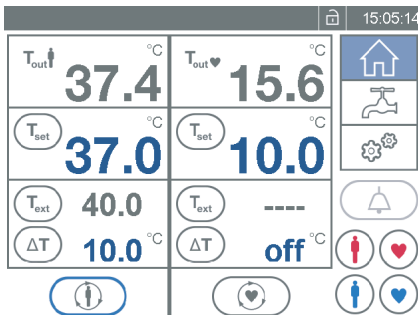 15:05:14
Tout °C 37.4
Tout °C 15.6
Tset °C 37.0
Tset °C 10.0
Text 40.0
Text ----
ΔT 10.0 °C
ΔT off °C